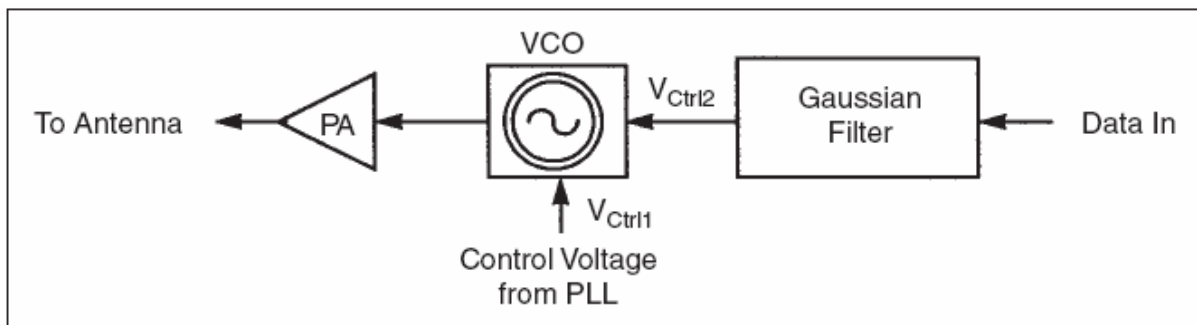 VCO
To Antenna
PA
V_Ctrl2
Gaussian
Filter
Data In
V_Ctrl1
Control Voltage
from PLL